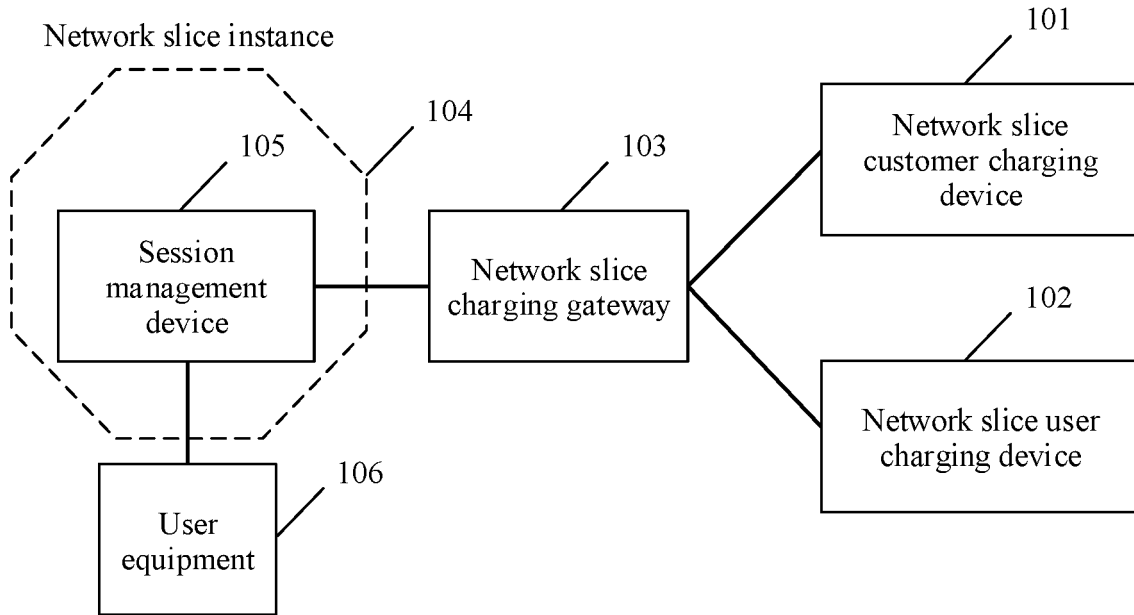 Network slice instance
101
104
105
103
Network slice
customer charging
device
Session
management
device
Network slice
charging gateway
102
Network slice user
charging device
106
User
equipment